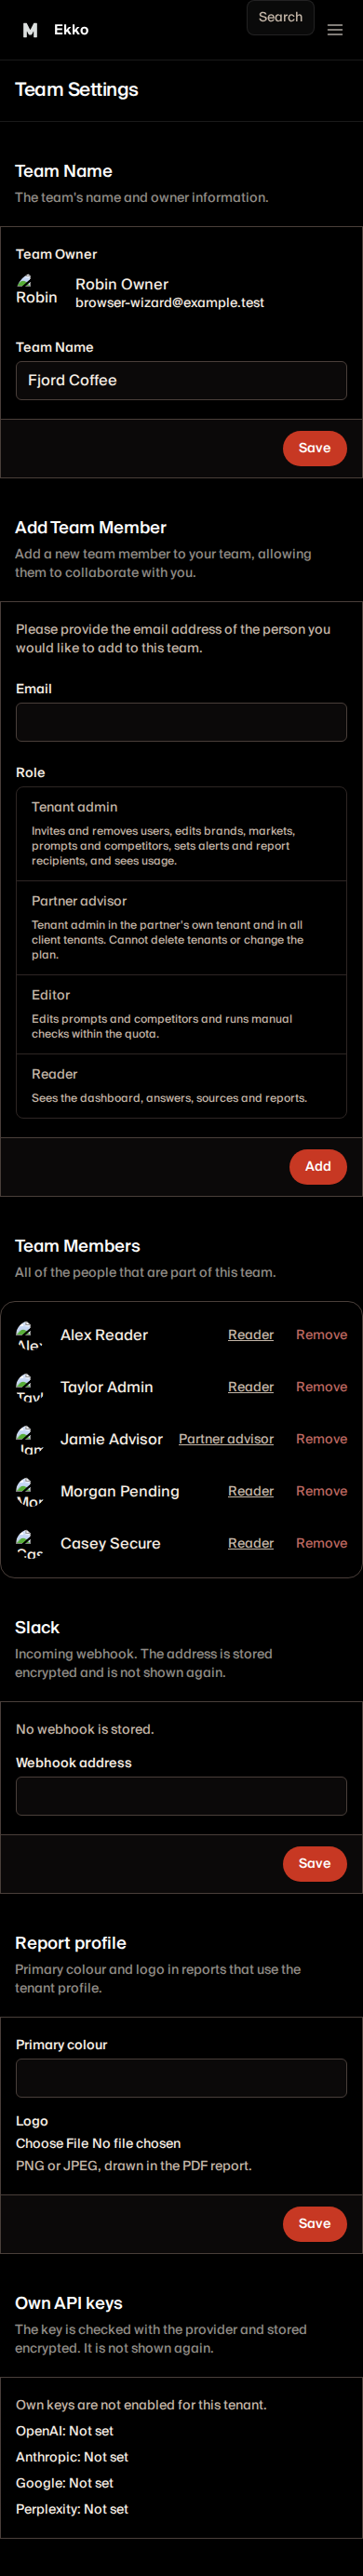 Ekko
Search
Team Settings
Team Name
The team's name and owner information.
Team Owner
Robin
Robin Owner
browser-wizard@example.test
Team Name
Fjord Coffee
Save
Add Team Member
Add a new team member to your team, allowing
them to collaborate with you.
Please provide the email address of the person you
would like to add to this team.
Email
Role
Tenant admin
Invites and removes users, edits brands, markets,
prompts and competitors, sets alerts and report
recipients, and sees usage.
Partner advisor
Tenant admin in the partner's own tenant and in all
client tenants. Cannot delete tenants or change the
plan.
Editor
Edits prompts and competitors and runs manual
checks within the quota.
Reader
Sees the dashboard, answers, sources and reports.
Add
Team Members
All of the people that are part of this team.
Alex Reader Reader Remove
Taylor Admin Reader Remove
Jamie Advisor Partner advisor Remove
Morgan Pending Reader Remove
Casey Secure Reader Remove
Slack
Incoming webhook. The address is stored
encrypted and is not shown again.
No webhook is stored.
Webhook address
Save
Report profile
Primary colour and logo in reports that use the
tenant profile.
Primary colour
Logo
Choose File No file chosen
PNG or JPEG, drawn in the PDF report.
Save
Own API keys
The key is checked with the provider and stored
encrypted. It is not shown again.
Own keys are not enabled for this tenant.
OpenAI: Not set
Anthropic: Not set
Google: Not set
Perplexity: Not set